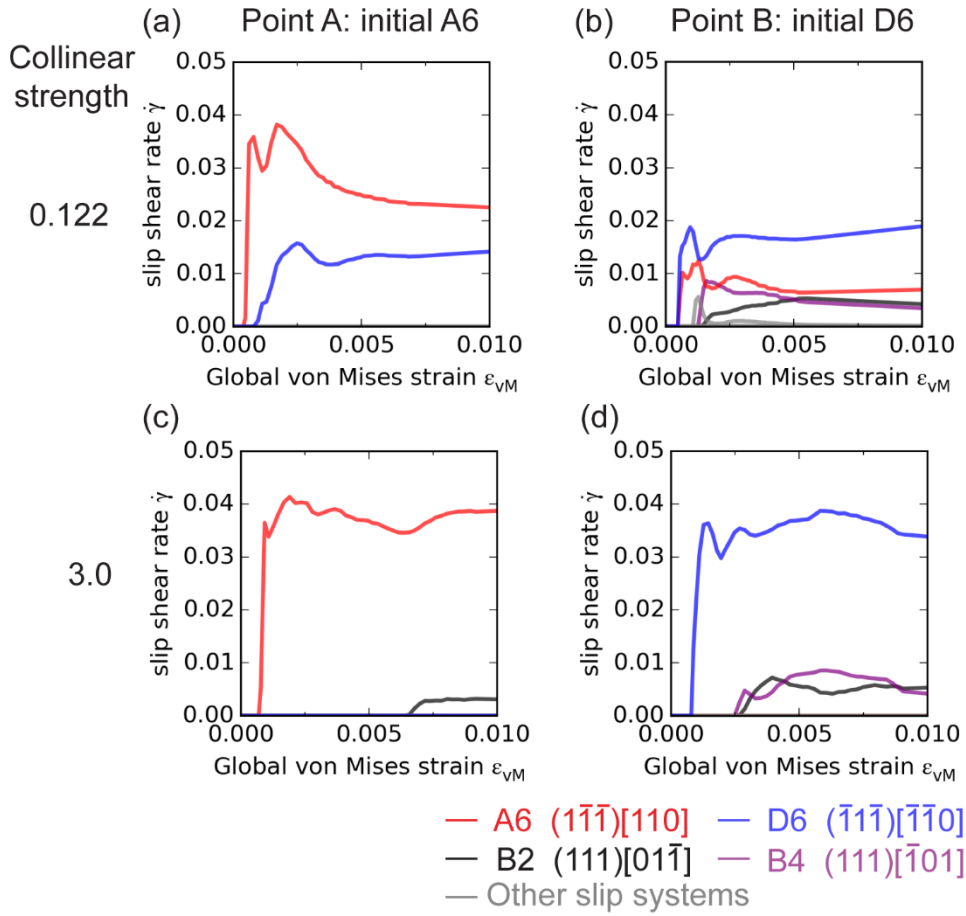 (a) Point A: initial A6 (b) Point B: initial D6
Collinear
strength
0.122
slip shear rate γ̇
0.05
0.04
0.03
0.02
0.01
0.00
0.000 0.005 0.010
Global von Mises strain εvM
slip shear rate γ̇
0.05
0.04
0.03
0.02
0.01
0.00
0.000 0.005 0.010
Global von Mises strain εvM
(c) (d)
3.0
slip shear rate γ̇
0.05
0.04
0.03
0.02
0.01
0.00
0.000 0.005 0.010
Global von Mises strain εvM
slip shear rate γ̇
0.05
0.04
0.03
0.02
0.01
0.00
0.000 0.005 0.010
Global von Mises strain εvM
A6 (11̅1̅)[110] D6 (1̅11̅)[1̅1̅0]
B2 (111)[011̅] B4 (111)[1̅01]
Other slip systems